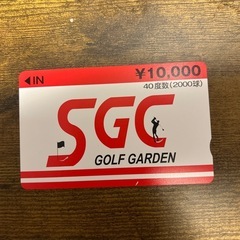 ◀IN
¥10,000
40度数(2000球)
SGC
GOLF GARDEN